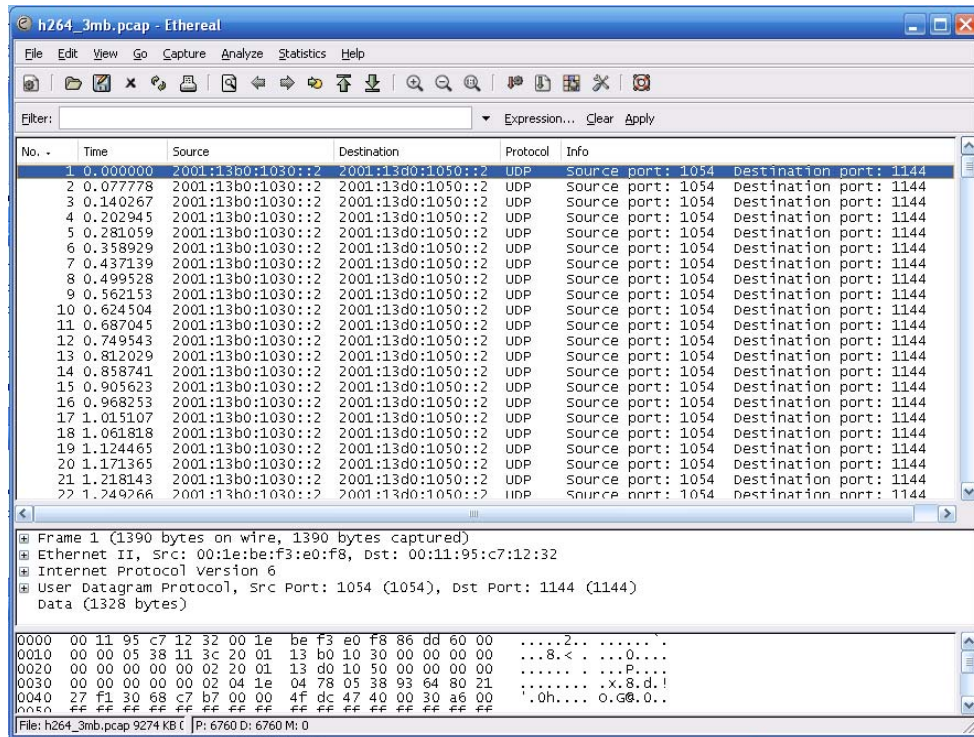 h264_3mb.pcap - Ethereal
File Edit View Go Capture Analyze Statistics Help
Filter: Expression... Clear Apply
No. Time Source Destination Protocol Info
1 0.000000 2001:13b0:1030::2 2001:13d0:1050::2 UDP Source port: 1054 Destination port: 1144
2 0.077778 2001:13b0:1030::2 2001:13d0:1050::2 UDP Source port: 1054 Destination port: 1144
3 0.140267 2001:13b0:1030::2 2001:13d0:1050::2 UDP Source port: 1054 Destination port: 1144
4 0.202945 2001:13b0:1030::2 2001:13d0:1050::2 UDP Source port: 1054 Destination port: 1144
5 0.281059 2001:13b0:1030::2 2001:13d0:1050::2 UDP Source port: 1054 Destination port: 1144
6 0.358929 2001:13b0:1030::2 2001:13d0:1050::2 UDP Source port: 1054 Destination port: 1144
7 0.437139 2001:13b0:1030::2 2001:13d0:1050::2 UDP Source port: 1054 Destination port: 1144
8 0.499528 2001:13b0:1030::2 2001:13d0:1050::2 UDP Source port: 1054 Destination port: 1144
9 0.562153 2001:13b0:1030::2 2001:13d0:1050::2 UDP Source port: 1054 Destination port: 1144
10 0.624504 2001:13b0:1030::2 2001:13d0:1050::2 UDP Source port: 1054 Destination port: 1144
11 0.687045 2001:13b0:1030::2 2001:13d0:1050::2 UDP Source port: 1054 Destination port: 1144
12 0.749543 2001:13b0:1030::2 2001:13d0:1050::2 UDP Source port: 1054 Destination port: 1144
13 0.812029 2001:13b0:1030::2 2001:13d0:1050::2 UDP Source port: 1054 Destination port: 1144
14 0.858741 2001:13b0:1030::2 2001:13d0:1050::2 UDP Source port: 1054 Destination port: 1144
15 0.905623 2001:13b0:1030::2 2001:13d0:1050::2 UDP Source port: 1054 Destination port: 1144
16 0.968253 2001:13b0:1030::2 2001:13d0:1050::2 UDP Source port: 1054 Destination port: 1144
17 1.015107 2001:13b0:1030::2 2001:13d0:1050::2 UDP Source port: 1054 Destination port: 1144
18 1.061818 2001:13b0:1030::2 2001:13d0:1050::2 UDP Source port: 1054 Destination port: 1144
19 1.124465 2001:13b0:1030::2 2001:13d0:1050::2 UDP Source port: 1054 Destination port: 1144
20 1.171365 2001:13b0:1030::2 2001:13d0:1050::2 UDP Source port: 1054 Destination port: 1144
21 1.218143 2001:13b0:1030::2 2001:13d0:1050::2 UDP Source port: 1054 Destination port: 1144
22 1.249266 2001:13b0:1030::2 2001:13d0:1050::2 UDP Source port: 1054 Destination port: 1144
Frame 1 (1390 bytes on wire, 1390 bytes captured)
Ethernet II, Src: 00:1e:be:f3:e0:f8, Dst: 00:11:95:c7:12:32
Internet Protocol Version 6
User Datagram Protocol, Src Port: 1054 (1054), Dst Port: 1144 (1144)
Data (1328 bytes)
0000 00 11 95 c7 12 32 00 1e be f3 e0 f8 86 dd 60 00 .....2.. ......`.
0010 00 00 05 38 11 3c 20 01 13 b0 10 30 00 00 00 00 ...8.< . ...0....
0020 00 00 00 00 00 02 20 01 13 d0 10 50 00 00 00 00 ...... . ...P....
0030 00 00 00 00 00 02 04 1e 04 78 05 38 93 64 80 21 ........ .x.8.d.!
0040 27 f1 30 68 c7 b7 00 00 4f dc 47 40 00 30 a6 00 '.0h.... O.G@.0..
0050 ff ff ff ff ff ff ff ff ff ff ff ff ff ff ff ff
File: h264_3mb.pcap 9274 KB 0 P: 6760 D: 6760 M: 0